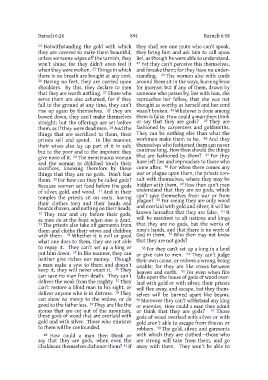 Baruch 6:24 894 Baruch 6:58
24 Notwithstanding the gold with which
they are covered to make them beautiful,
unless someone wipes off the tarnish, they
won't shine; for they didn't even feel it
when they were molten. 25 Things in which
there is no breath are bought at any cost.
26 Having no feet, they are carried upon
shoulders. By this, they declare to men
that they are worth nothing. 27 Those who
serve them are also ashamed, for if they
fall to the ground at any time, they can't
rise up again by themselves. If they are
bowed down, they can't make themselves
straight; but the offerings are set before
them, as if they were dead men. 28 And the
things that are sacrificed to them, their
priests sell and spend. In like manner,
their wives also lay up part of it in salt;
but to the poor and to the impotent they
give none of it. 29 The menstruous woman
and the woman in childbed touch their
sacrifices, knowing therefore by these
things that they are no gods. Don't fear
them. 30 For how can they be called gods?
Because women set food before the gods
of silver, gold, and wood. 31 And in their
temples the priests sit on seats, having
their clothes torn and their heads and
beards shaven, and nothing on their heads.
32 They roar and cry before their gods,
as men do at the feast when one is dead.
33 The priests also take off garments from
them and clothe their wives and children
with them. 34 Whether it is evil or good
what one does to them, they are not able
to repay it. They can't set up a king or
put him down. 35 In like manner, they can
neither give riches nor money. Though
a man make a vow to them and doesn't
keep it, they will never exact it. 36 They
can save no man from death. They can't
deliver the weak from the mighty. 37 They
can't restore a blind man to his sight, or
deliver anyone who is in distress. 38 They
can show no mercy to the widow, or do
good to the fatherless. 39 They are like the
stones that are cut out of the mountain,
these gods of wood that are overlaid with
gold and with silver. Those who minister
to them will be confounded.
40 How could a man then think or
say that they are gods, when even the
Chaldeans themselves dishonor them? 41 If
they shall see one mute who can't speak,
they bring him and ask him to call upon
Bel, as though he were able to understand.
42 Yet they can't perceive this themselves,
and forsake them; for they have no under-
standing. 43 The women also with cords
around them sit in the ways, burning bran
for incense; but if any of them, drawn by
someone who passes by, lies with him, she
reproaches her fellow, that she was not
thought as worthy as herself and her cord
wasn't broken. 44 Whatever is done among
them is false. How could a man then think
or say that they are gods? 45 They are
fashioned by carpenters and goldsmiths.
They can be nothing else than what the
workmen make them to be. 46 And they
themselves who fashioned them can never
continue long. How then should the things
that are fashioned by them? 47 For they
have left lies and reproaches to those who
come after. 48 For when there comes any
war or plague upon them, the priests con-
sult with themselves, where they may be
hidden with them. 49 How then can't men
understand that they are no gods, which
can't save themselves from war or from
plague? 50 For seeing they are only wood
and overlaid with gold and silver, it will be
known hereafter that they are false. 51 It
will be manifest to all nations and kings
that they are no gods, but the works of
men's hands, and that there is no work of
God in them. 52 Who then may not know
that they are not gods?
53 For they can't set up a king in a land
or give rain to men. 54 They can't judge
their own cause, or redress a wrong, being
unable; for they are like crows between
heaven and earth. 55 For even when fire
falls upon the house of gods of wood over-
laid with gold or with silver, their priests
will flee away, and escape, but they them-
selves will be burned apart like beams.
56 Moreover they can't withstand any king
or enemies. How could a man then admit
or think that they are gods? 57 Those
gods of wood overlaid with silver or with
gold aren't able to escape from thieves or
robbers. 58 The gold, silver, and garments
with which they are clothed—those who
are strong will take from them, and go
away with them. They won't be able to